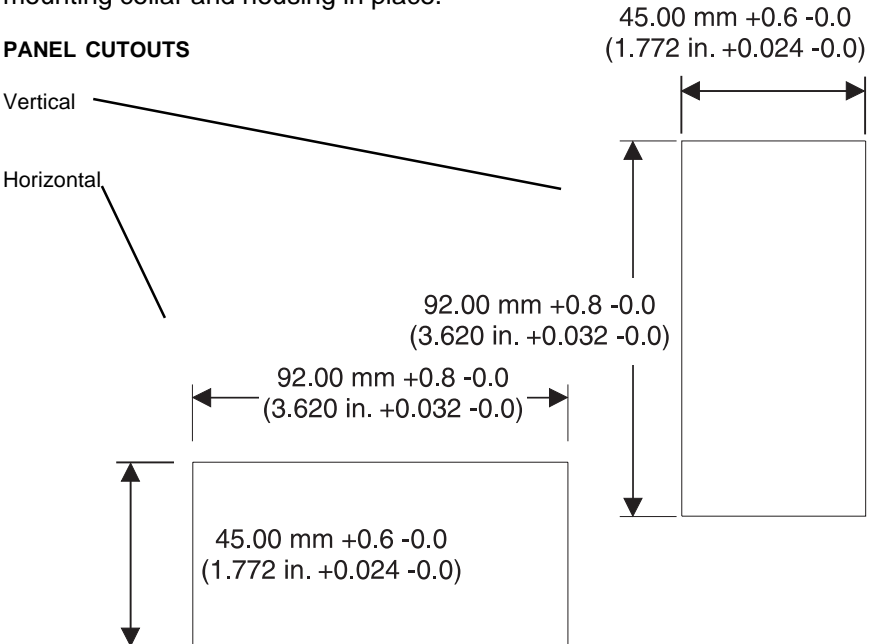 mounting collar and housing in place.
45.00 mm +0.6 -0.0
(1.772 in. +0.024 -0.0)
PANEL CUTOUTS
Vertical
Horizontal
92.00 mm +0.8 -0.0
(3.620 in. +0.032 -0.0)
92.00 mm +0.8 -0.0
(3.620 in. +0.032 -0.0)
45.00 mm +0.6 -0.0
(1.772 in. +0.024 -0.0)